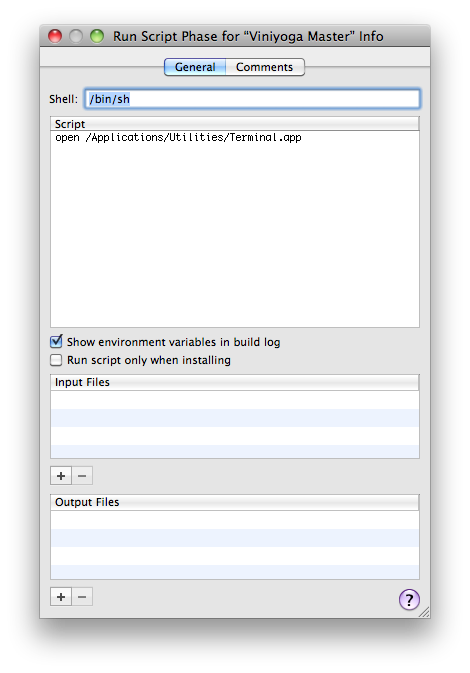 Run Script Phase for “Viniyoga Master” Info
General Comments
Shell: /bin/sh
Script
open /Applications/Utilities/Terminal.app
Show environment variables in build log
Run script only when installing
Input Files
+ −
Output Files
+ −
?